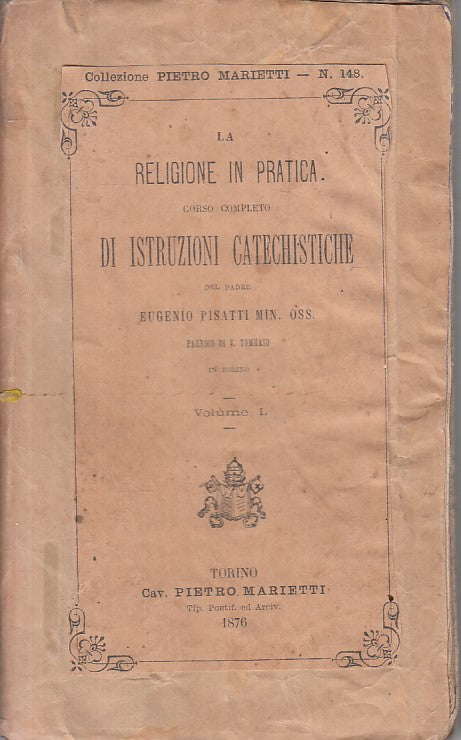 Collezione PIETRO MARIETTI — N. 148.
LA
RELIGIONE IN PRATICA.
CORSO COMPLETO
DI ISTRUZIONI CATECHISTICHE
DEL PADRE
EUGENIO PISATTI MIN. OSS.
PARROCO DI S. TOMMASO
IN TORINO
Volume I.
TORINO
Cav. PIETRO MARIETTI
Tip. Pontif. ed Arciv.
1876